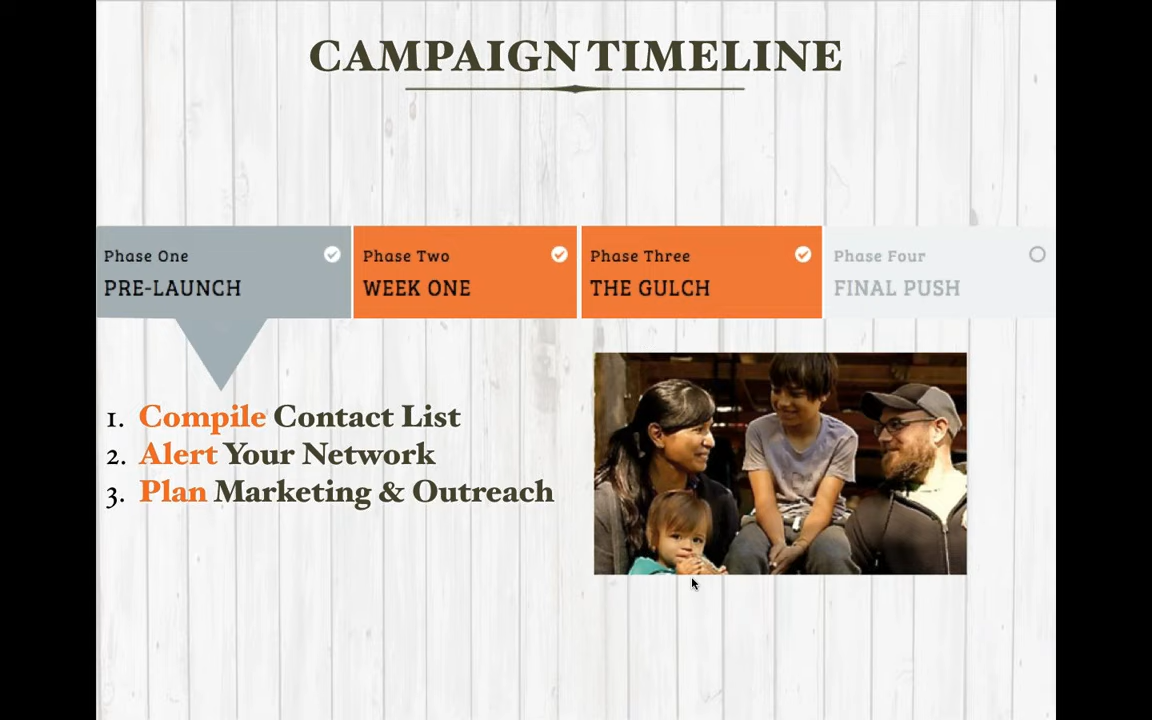 CAMPAIGN TIMELINE
Phase One
PRE-LAUNCH
Phase Two
WEEK ONE
Phase Three
THE GULCH
Phase Four
FINAL PUSH
1. Compile Contact List
2. Alert Your Network
3. Plan Marketing & Outreach